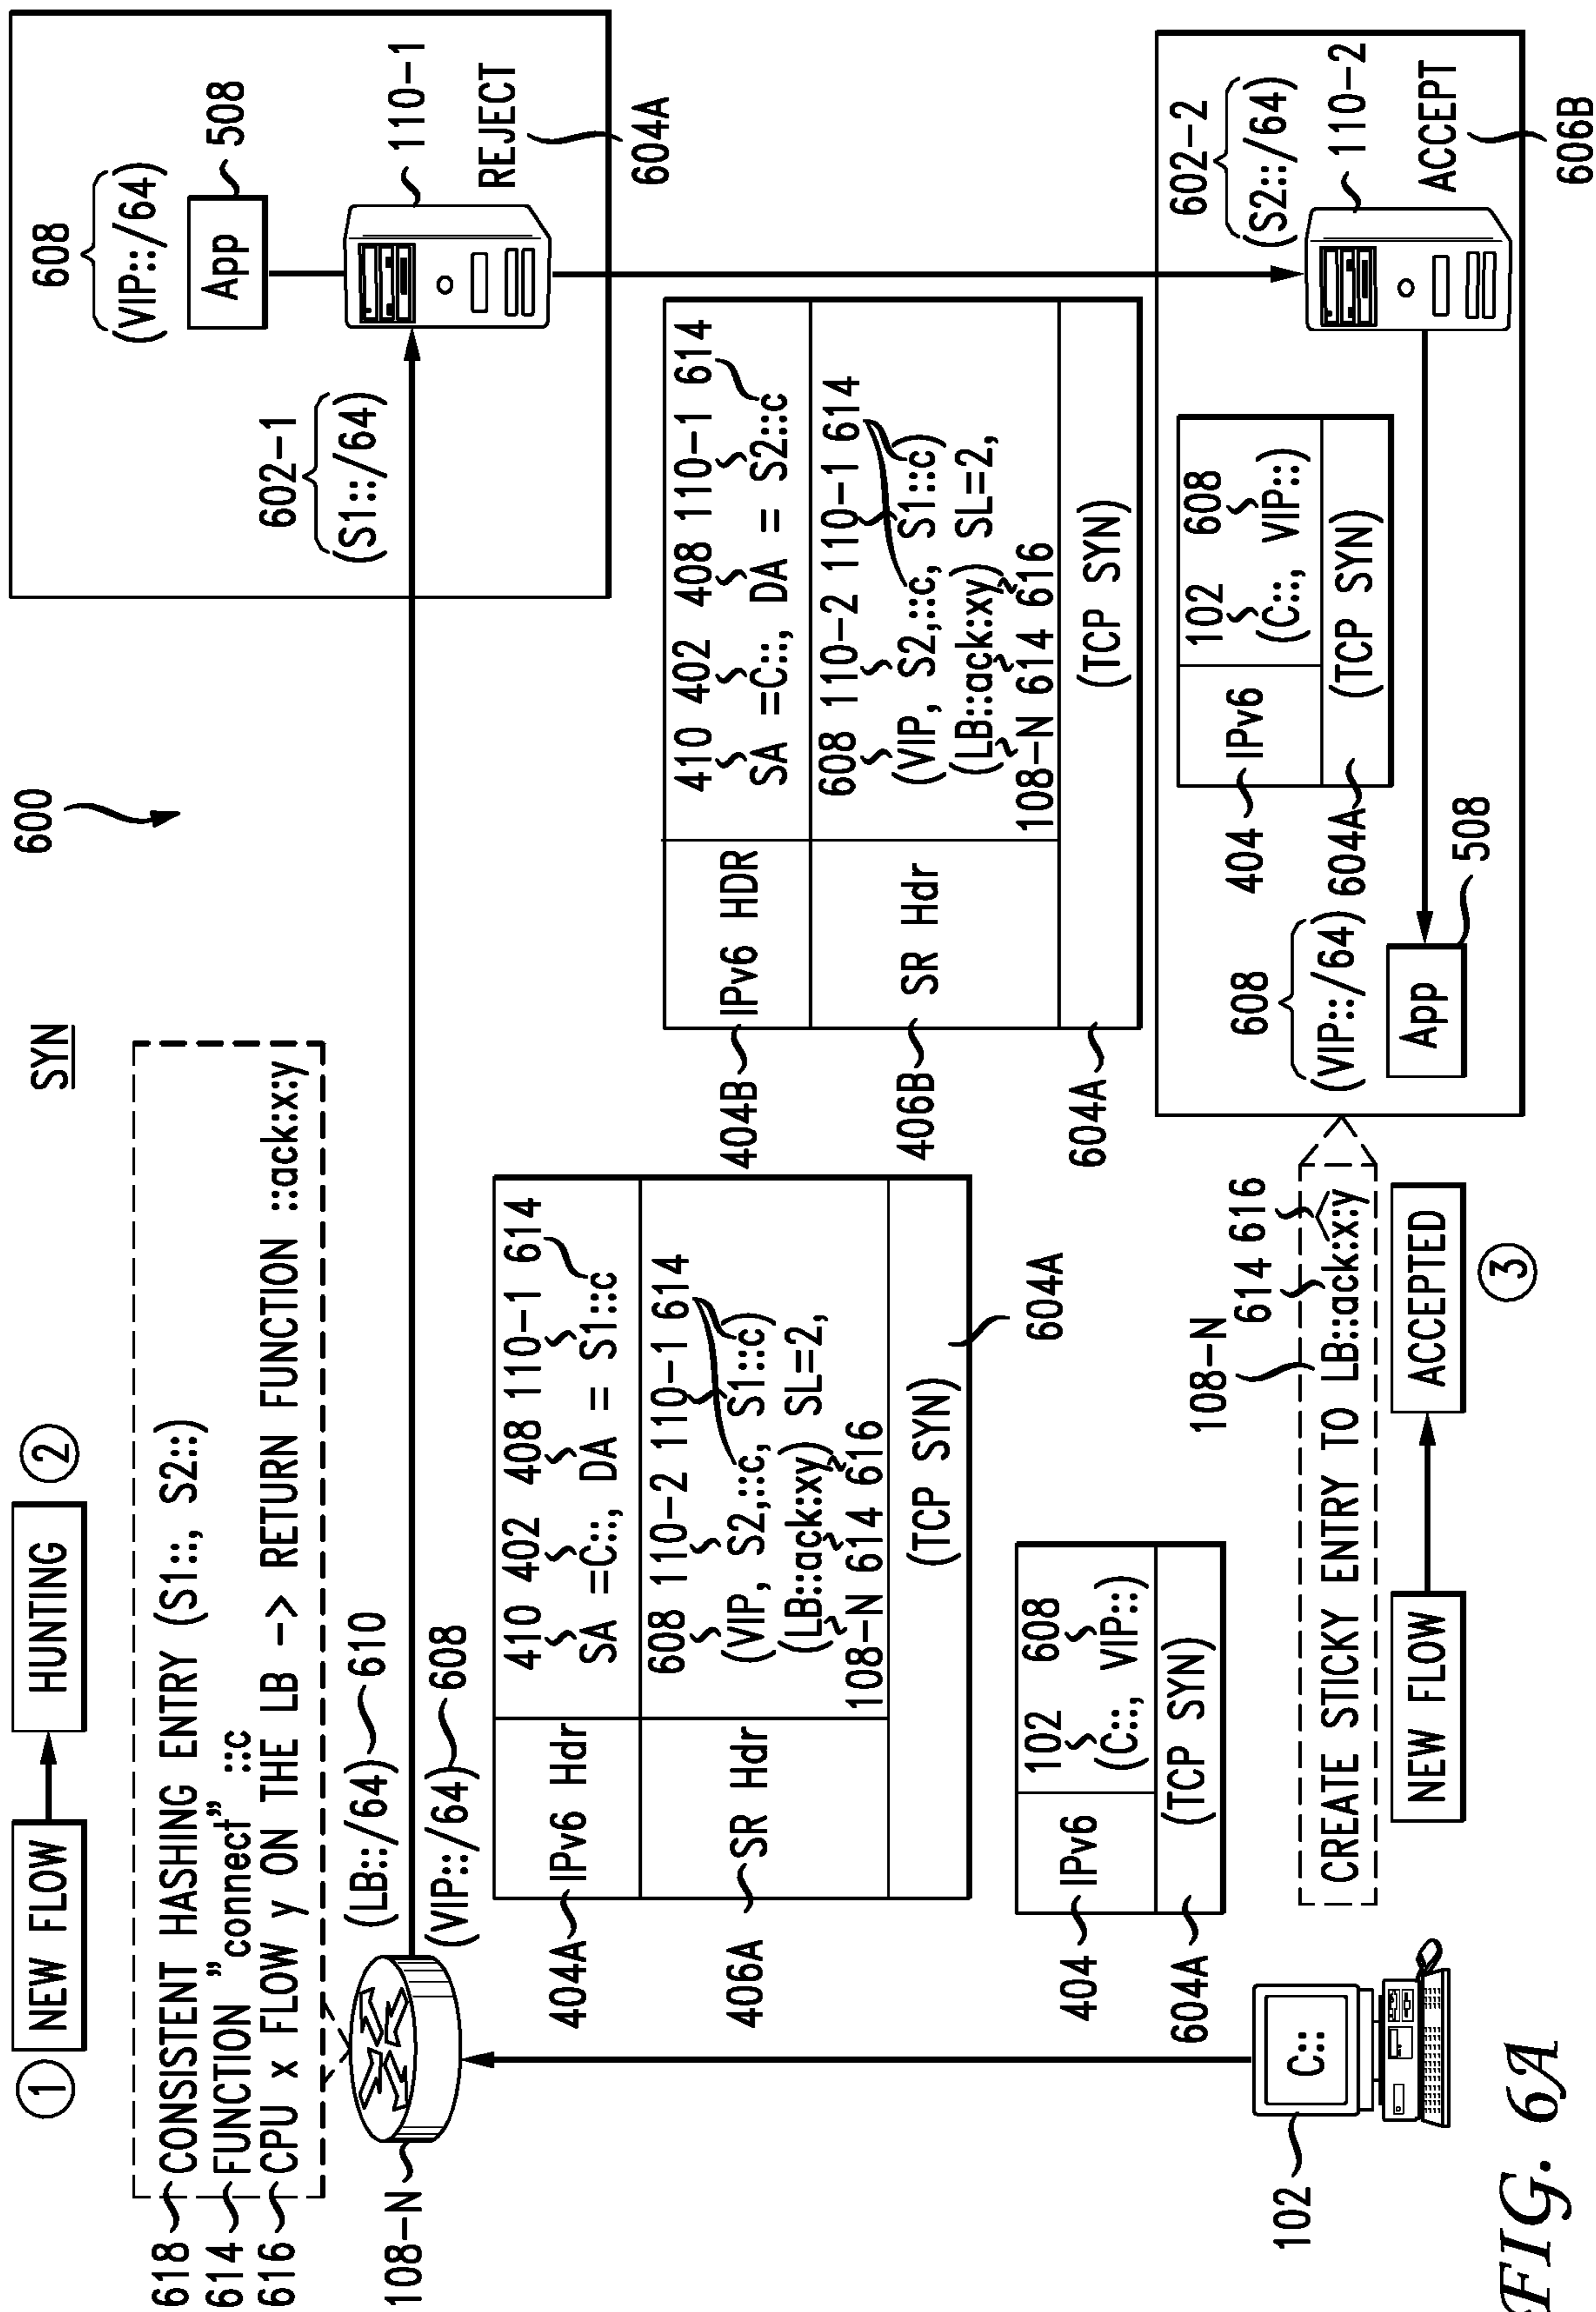 600
SYN
1
NEW FLOW
HUNTING
2
618
CONSISTENT HASHING ENTRY (S1::, S2::)
614
FUNCTION "connect" ::c
616
CPU x FLOW y ON THE LB -> RETURN FUNCTION ::ack:x:y
108-N
(LB::/64)
610
(VIP::/64)
608
602-1
(S1::/64)
608
(VIP::/64)
App
508
110-1
REJECT
604A
404A
IPv6 Hdr
410 402 408 110-1 614
SA =C::, DA = S1::c
406A
SR Hdr
608 110-2 110-1 614
(VIP, S2,::c, S1::c)
(LB::ack:xy) SL=2,
108-N 614 616
(TCP SYN)
604A
404B
IPv6 HDR
410 402 408 110-1 614
SA =C::, DA = S2::c
406B
SR Hdr
608 110-2 110-1 614
(VIP, S2,::c, S1::c)
(LB::ack:xy) SL=2,
108-N 614 616
604A
(TCP SYN)
404
IPv6
102 608
(C::, VIP::)
604A
(TCP SYN)
102
C::
108-N
614 616
CREATE STICKY ENTRY TO LB::ack:x:y
NEW FLOW
ACCEPTED
3
608
(VIP::/64)
App
508
404
IPv6
102 608
(C::, VIP::)
604A
(TCP SYN)
602-2
(S2::/64)
110-2
ACCEPT
606B
FIG. 6A